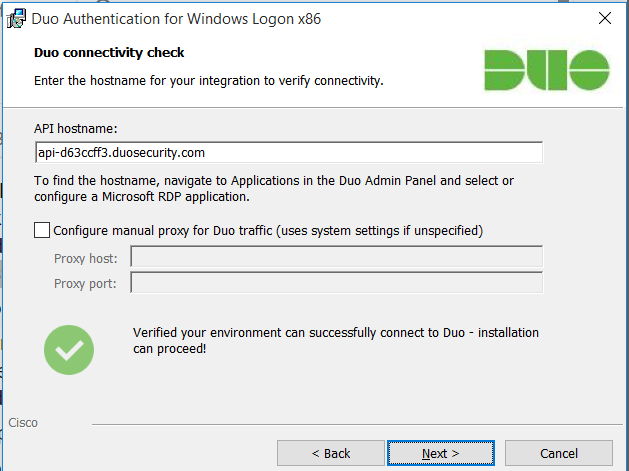 Duo Authentication for Windows Logon x86
Duo connectivity check
Enter the hostname for your integration to verify connectivity.
DUO
API hostname:
api-d63ccff3.duosecurity.com
To find the hostname, navigate to Applications in the Duo Admin Panel and select or
configure a Microsoft RDP application.
Configure manual proxy for Duo traffic (uses system settings if unspecified)
Proxy host:
Proxy port:
Verified your environment can successfully connect to Duo - installation
can proceed!
Cisco
< Back
Next >
Cancel